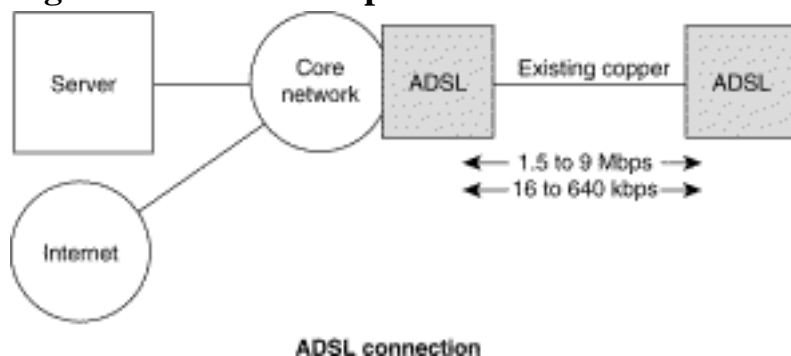 Server
Core
network
ADSL
Existing copper
ADSL
1.5 to 9 Mbps
16 to 640 kbps
Internet
ADSL connection